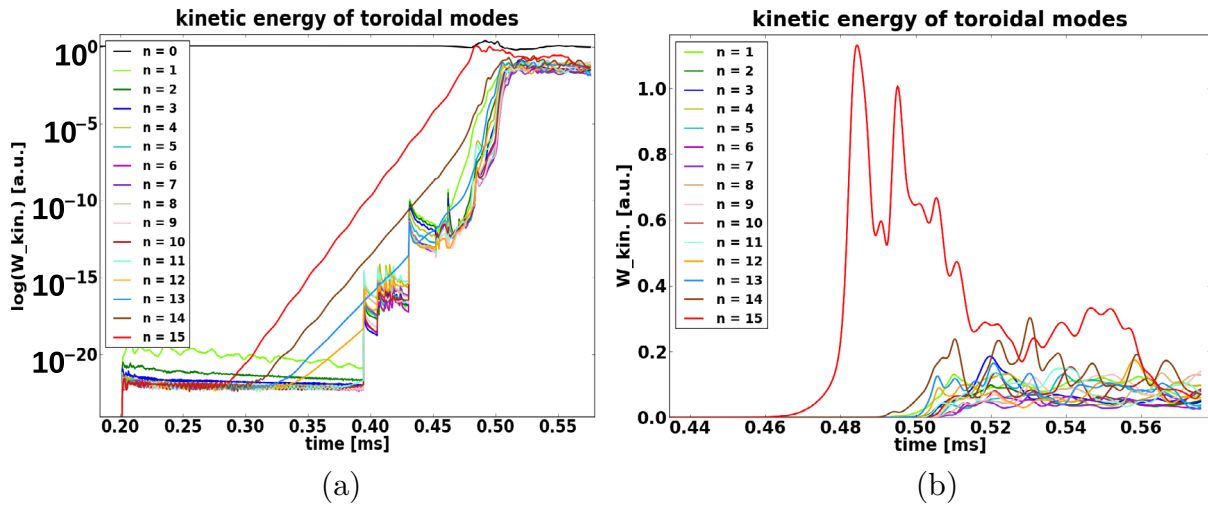 kinetic energy of toroidal modes
log(W_kin.) [a.u.]
10^0
10^−5
10^−10
10^−15
10^−20
n = 0
n = 1
n = 2
n = 3
n = 4
n = 5
n = 6
n = 7
n = 8
n = 9
n = 10
n = 11
n = 12
n = 13
n = 14
n = 15
0.20 0.25 0.30 0.35 0.40 0.45 0.50 0.55
time [ms]
(a)
kinetic energy of toroidal modes
W_kin. [a.u.]
1.0
0.8
0.6
0.4
0.2
0.0
n = 1
n = 2
n = 3
n = 4
n = 5
n = 6
n = 7
n = 8
n = 9
n = 10
n = 11
n = 12
n = 13
n = 14
n = 15
0.44 0.46 0.48 0.50 0.52 0.54 0.56
time [ms]
(b)